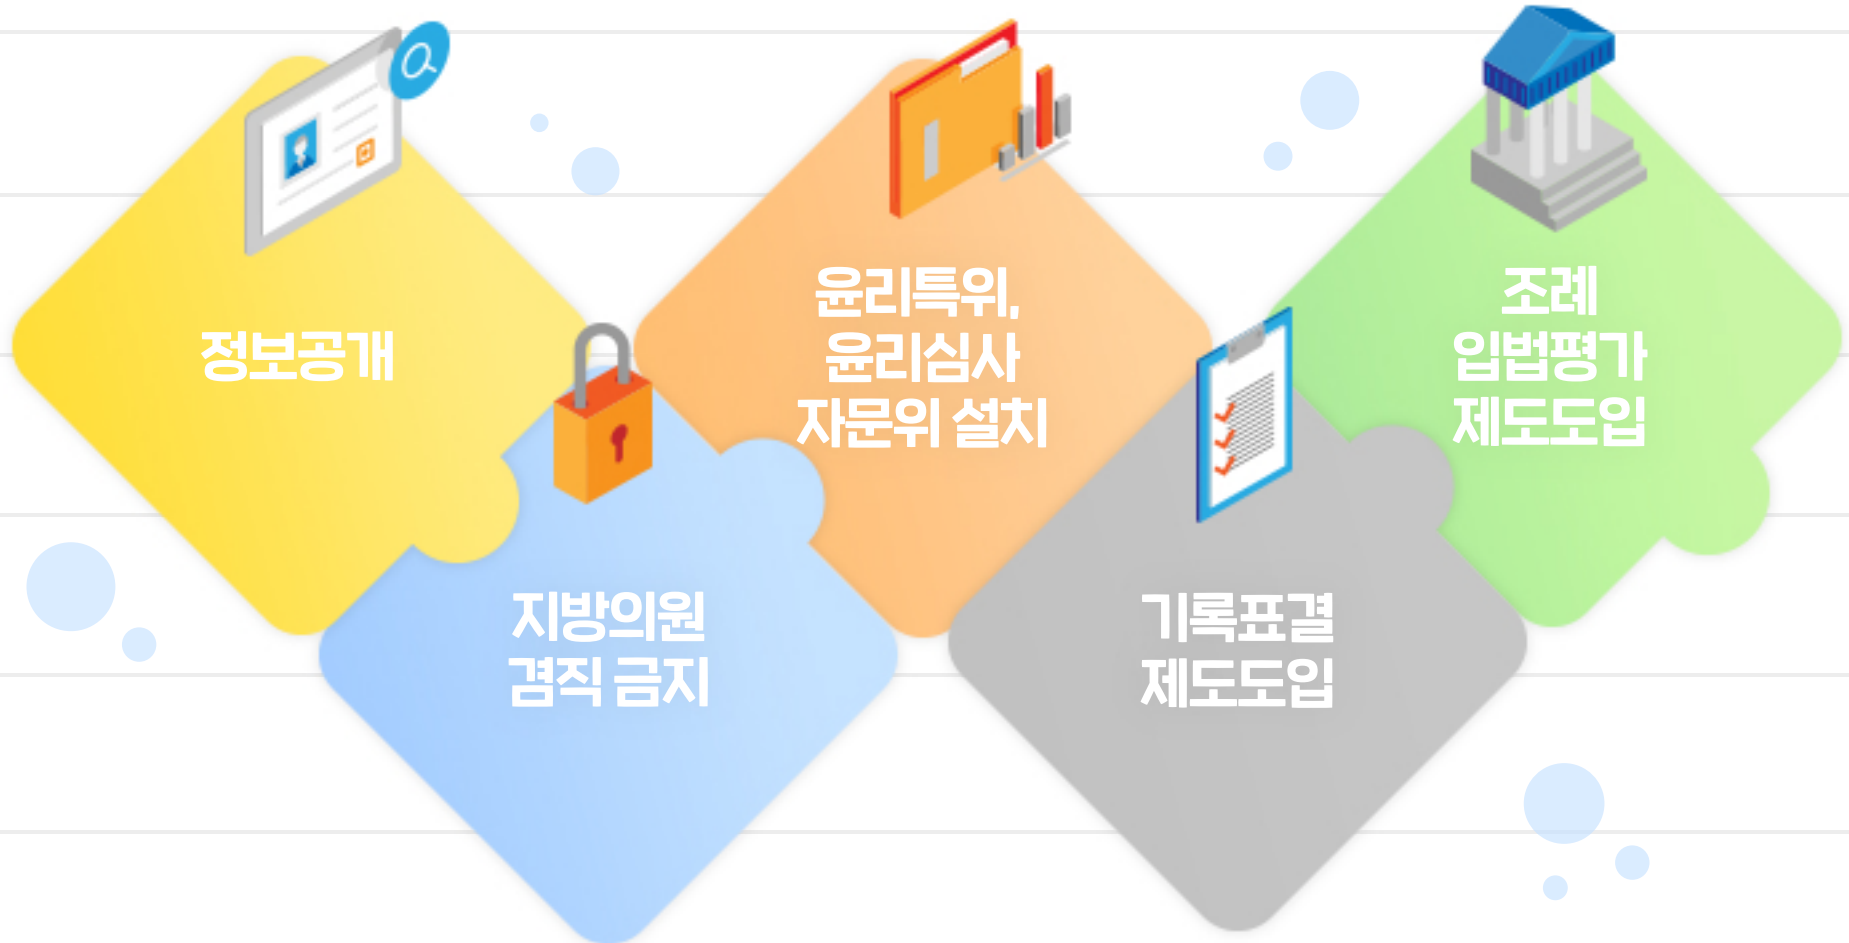 정보공개
지방의원
겸직 금지
윤리특위,
윤리심사
자문위 설치
기록표결
제도도입
조례
입법평가
제도도입